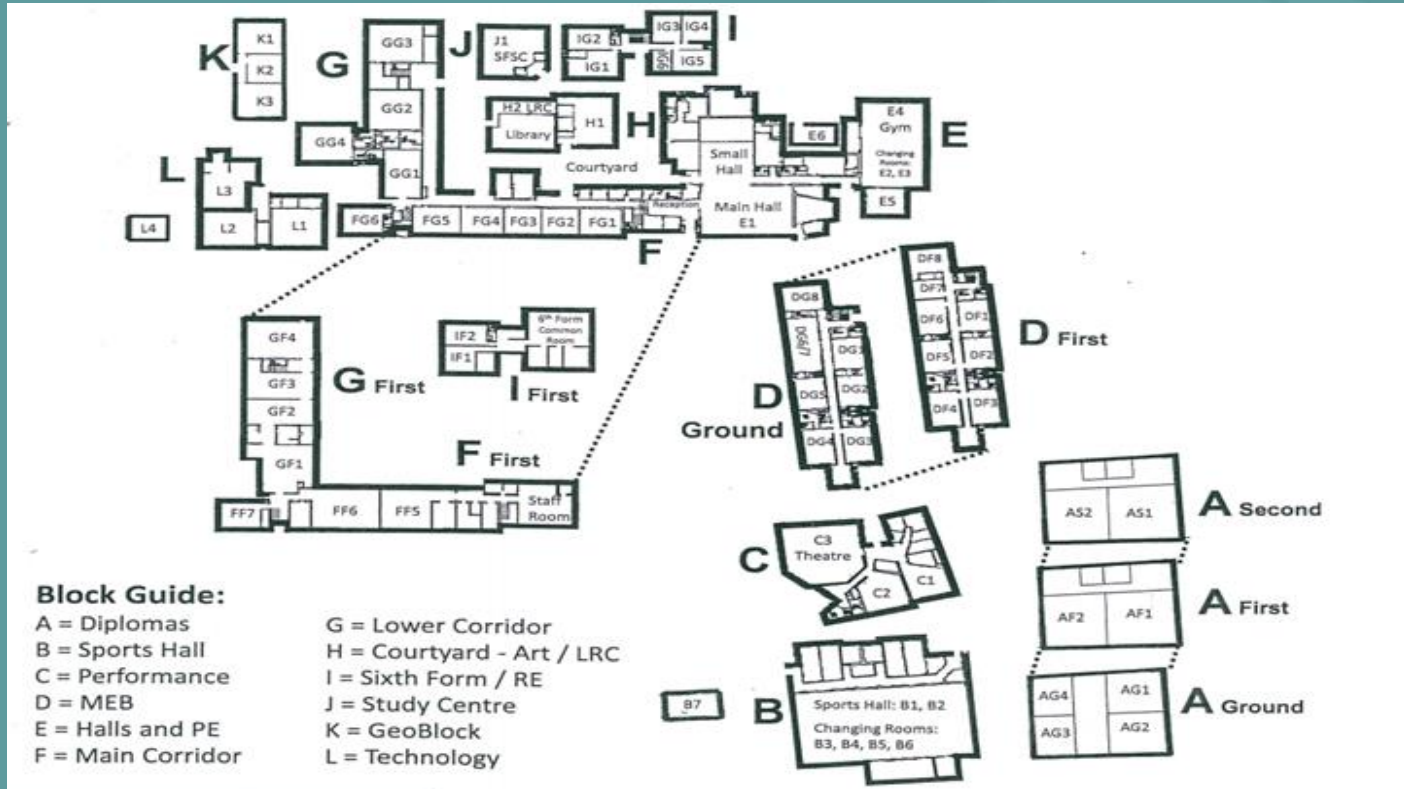 K
K1
K2
K3
G
GG3
GG2
GG4
GG1
J
J1
SFSC
IG2
IG1
IG3
IG4
IG6
IG5
I
H2 LRC
Library
H1
H
Courtyard
Small
Hall
Main Hall
E1
Reception
E6
E4
Gym
Changing
Rooms:
E2, E3
E5
E
L
L3
L2
L1
L4
FG6
FG5
FG4
FG3
FG2
FG1
F
GF4
GF3
GF2
GF1
G First
IF2
IF1
6th Form
Common
Room
I First
F First
FF7
FF6
FF5
Staff
Room
DG8
DG6/7
DG1
DG5
DG2
DG4
DG3
D
Ground
DF8
DF7
DF6
DF1
DF5
DF2
DF4
DF3
D First
C
C3
Theatre
C2
C1
AS2
AS1
A Second
AF2
AF1
A First
AG4
AG1
AG3
AG2
A Ground
B7
B
Sports Hall: B1, B2
Changing Rooms:
B3, B4, B5, B6
Block Guide:
A = Diplomas
B = Sports Hall
C = Performance
D = MEB
E = Halls and PE
F = Main Corridor
G = Lower Corridor
H = Courtyard - Art / LRC
I = Sixth Form / RE
J = Study Centre
K = GeoBlock
L = Technology